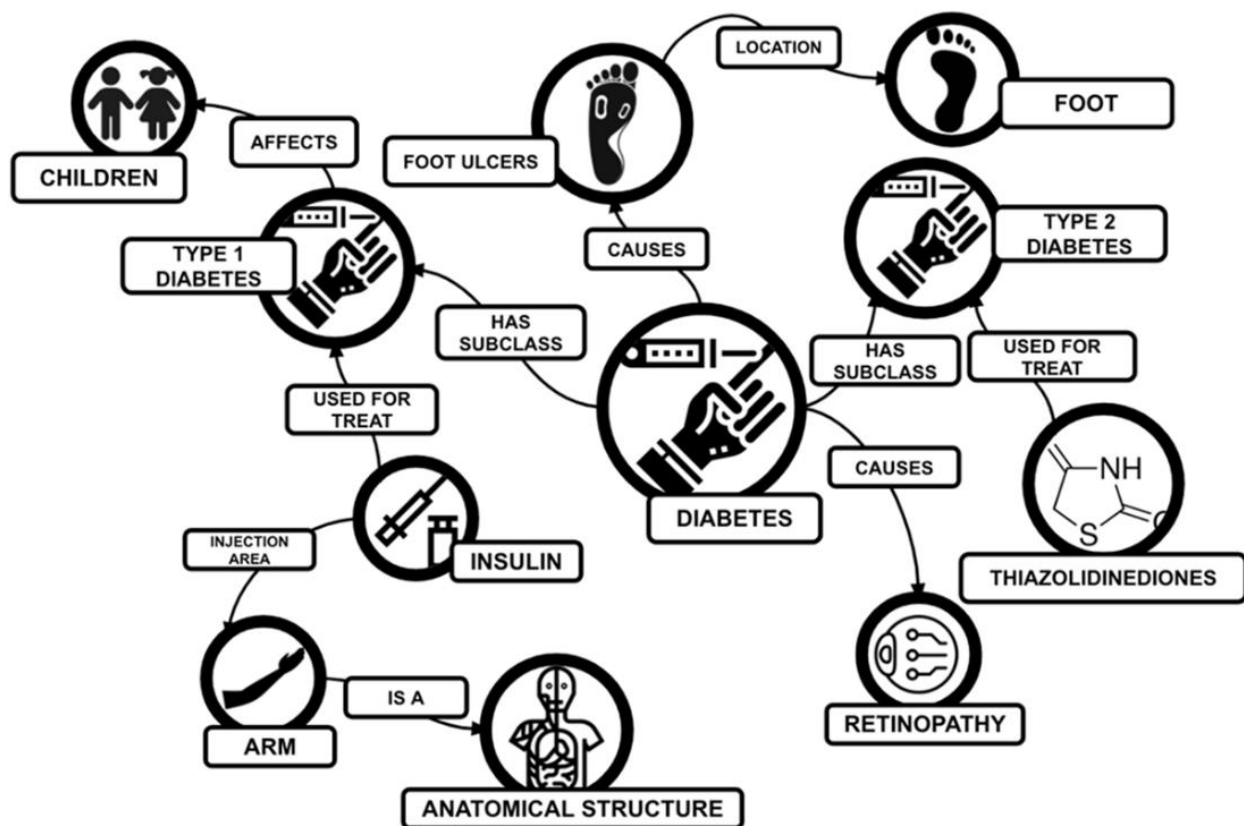 LOCATION
FOOT
AFFECTS
CHILDREN
FOOT ULCERS
TYPE 1
DIABETES
CAUSES
TYPE 2
DIABETES
HAS
SUBCLASS
HAS
SUBCLASS
USED FOR
TREAT
USED FOR
TREAT
CAUSES
NH
S
O
DIABETES
INJECTION
AREA
INSULIN
THIAZOLIDINEDIONES
IS A
RETINOPATHY
ARM
ANATOMICAL STRUCTURE